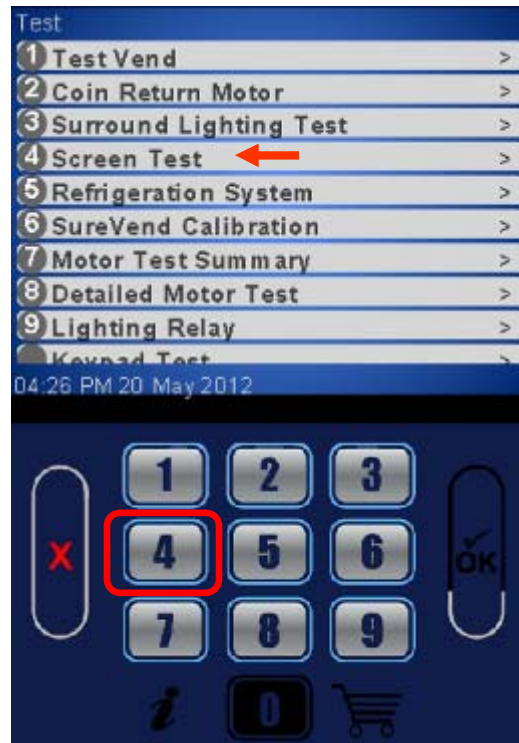 Test
1 Test Vend >
2 Coin Return Motor >
3 Surround Lighting Test >
4 Screen Test >
5 Refrigeration System >
6 SureVend Calibration >
7 Motor Test Summary >
8 Detailed Motor Test >
9 Lighting Relay >
Keypad Test >
04:26 PM 20 May 2012
1 2 3
X 4 5 6 OK
7 8 9
i 0